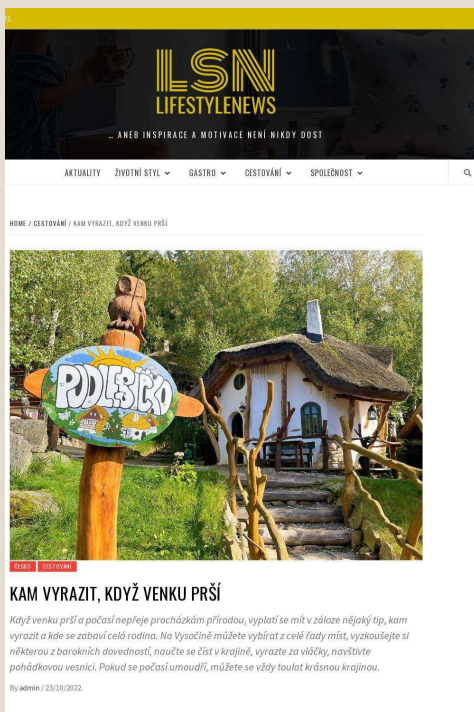 LSN
LIFESTYLENEWS
… ANEB INSPIRACE A MOTIVACE NENÍ NIKDY DOST
AKTUALITY ŽIVOTNÍ STYL GASTRO CESTOVÁNÍ SPOLEČNOST
HOME / CESTOVÁNÍ / KAM VYRAZIT, KDYŽ VENKU PRŠÍ
PODLESÍČKO
ČESKO CESTOVÁNÍ
KAM VYRAZIT, KDYŽ VENKU PRŠÍ
Když venku prší a počasí nepřeje procházkám přírodou, vyplatí se mít v záloze nějaký tip, kam
vyrazit a kde se zabaví celá rodina. Na Vysočině můžete vybírat z celé řady míst, vyzkoušejte si
některou z barokních dovedností, naučte se číst v krajině, vyrazte za vláčky, navštivte
pohádkovou vesnici. Pokud se počasí umoudří, můžete se vždy toulat krásnou krajinou.
By admin / 23/10/2022